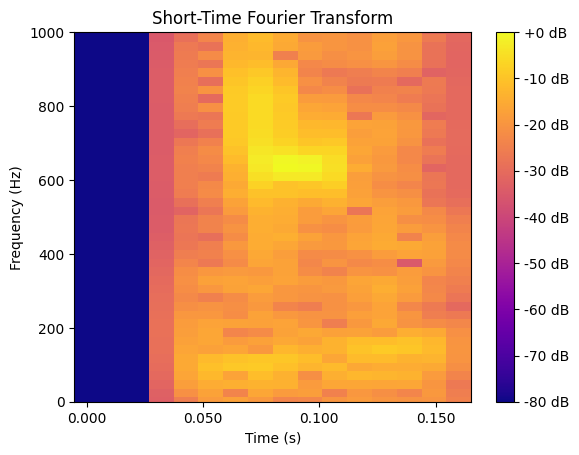 Short-Time Fourier Transform
1000
800
600
400
200
0
Frequency (Hz)
0.000
0.050
0.100
0.150
Time (s)
+0 dB
-10 dB
-20 dB
-30 dB
-40 dB
-50 dB
-60 dB
-70 dB
-80 dB